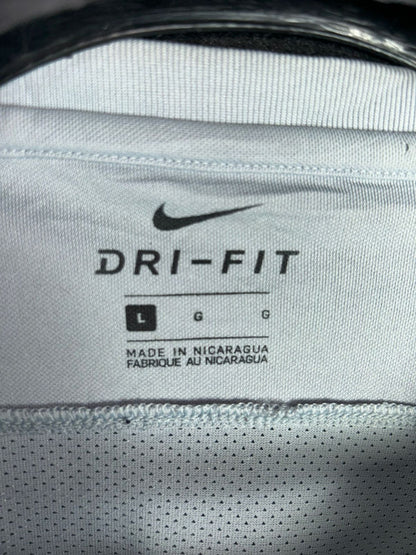 DRI-FIT
L G G
MADE IN NICARAGUA
FABRIQUE AU NICARAGUA